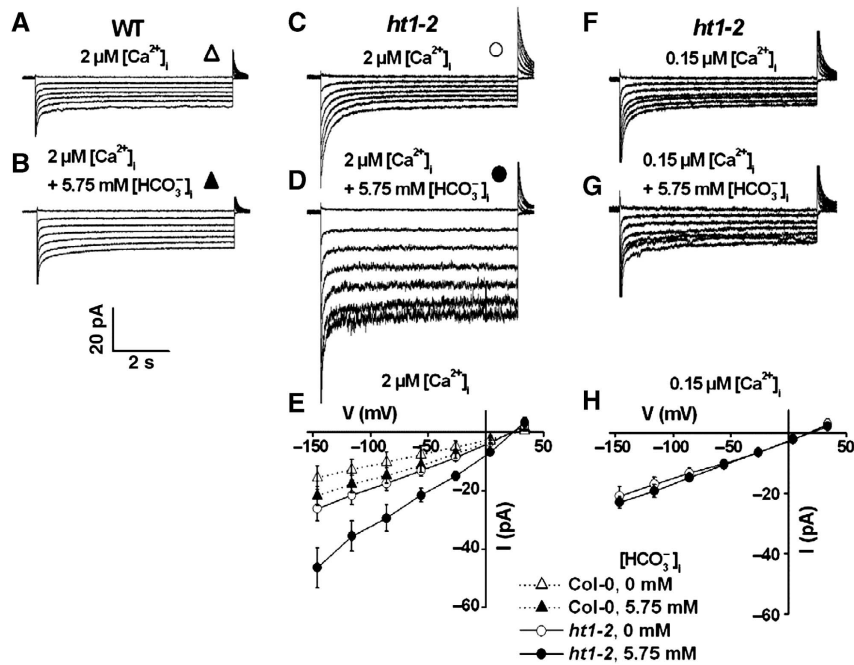 A WT
2 μM [Ca²⁺]ᵢ
B 2 μM [Ca²⁺]ᵢ
+ 5.75 mM [HCO₃⁻]ᵢ
20 pA
2 s
C ht1-2
2 μM [Ca²⁺]ᵢ
D 2 μM [Ca²⁺]ᵢ
+ 5.75 mM [HCO₃⁻]ᵢ
F ht1-2
0.15 μM [Ca²⁺]ᵢ
G 0.15 μM [Ca²⁺]ᵢ
+ 5.75 mM [HCO₃⁻]ᵢ
E 2 μM [Ca²⁺]ᵢ
V (mV)
−150 −100 −50 50
−20
−40
−60
I (pA)
H 0.15 μM [Ca²⁺]ᵢ
V (mV)
−150 −100 −50 0 50
−20
−40
−60
I (pA)
[HCO₃⁻]ᵢ
Col-0, 0 mM
Col-0, 5.75 mM
ht1-2, 0 mM
ht1-2, 5.75 mM